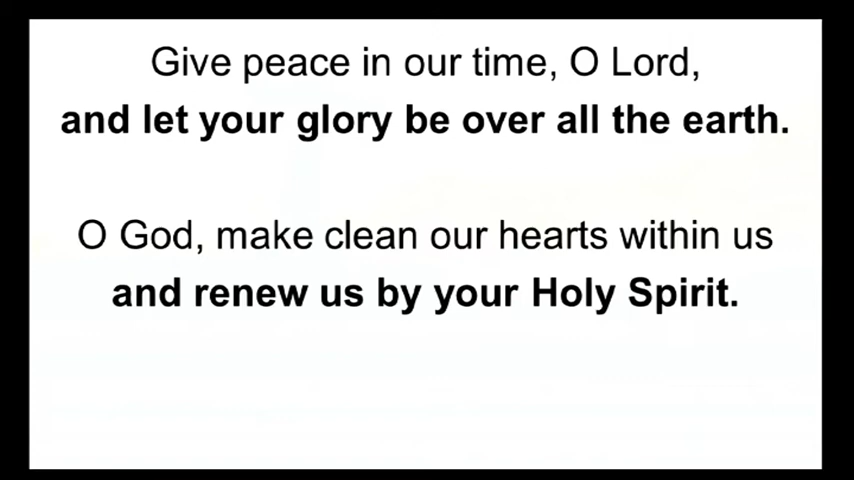 Give peace in our time, O Lord,
and let your glory be over all the earth.
O God, make clean our hearts within us
and renew us by your Holy Spirit.